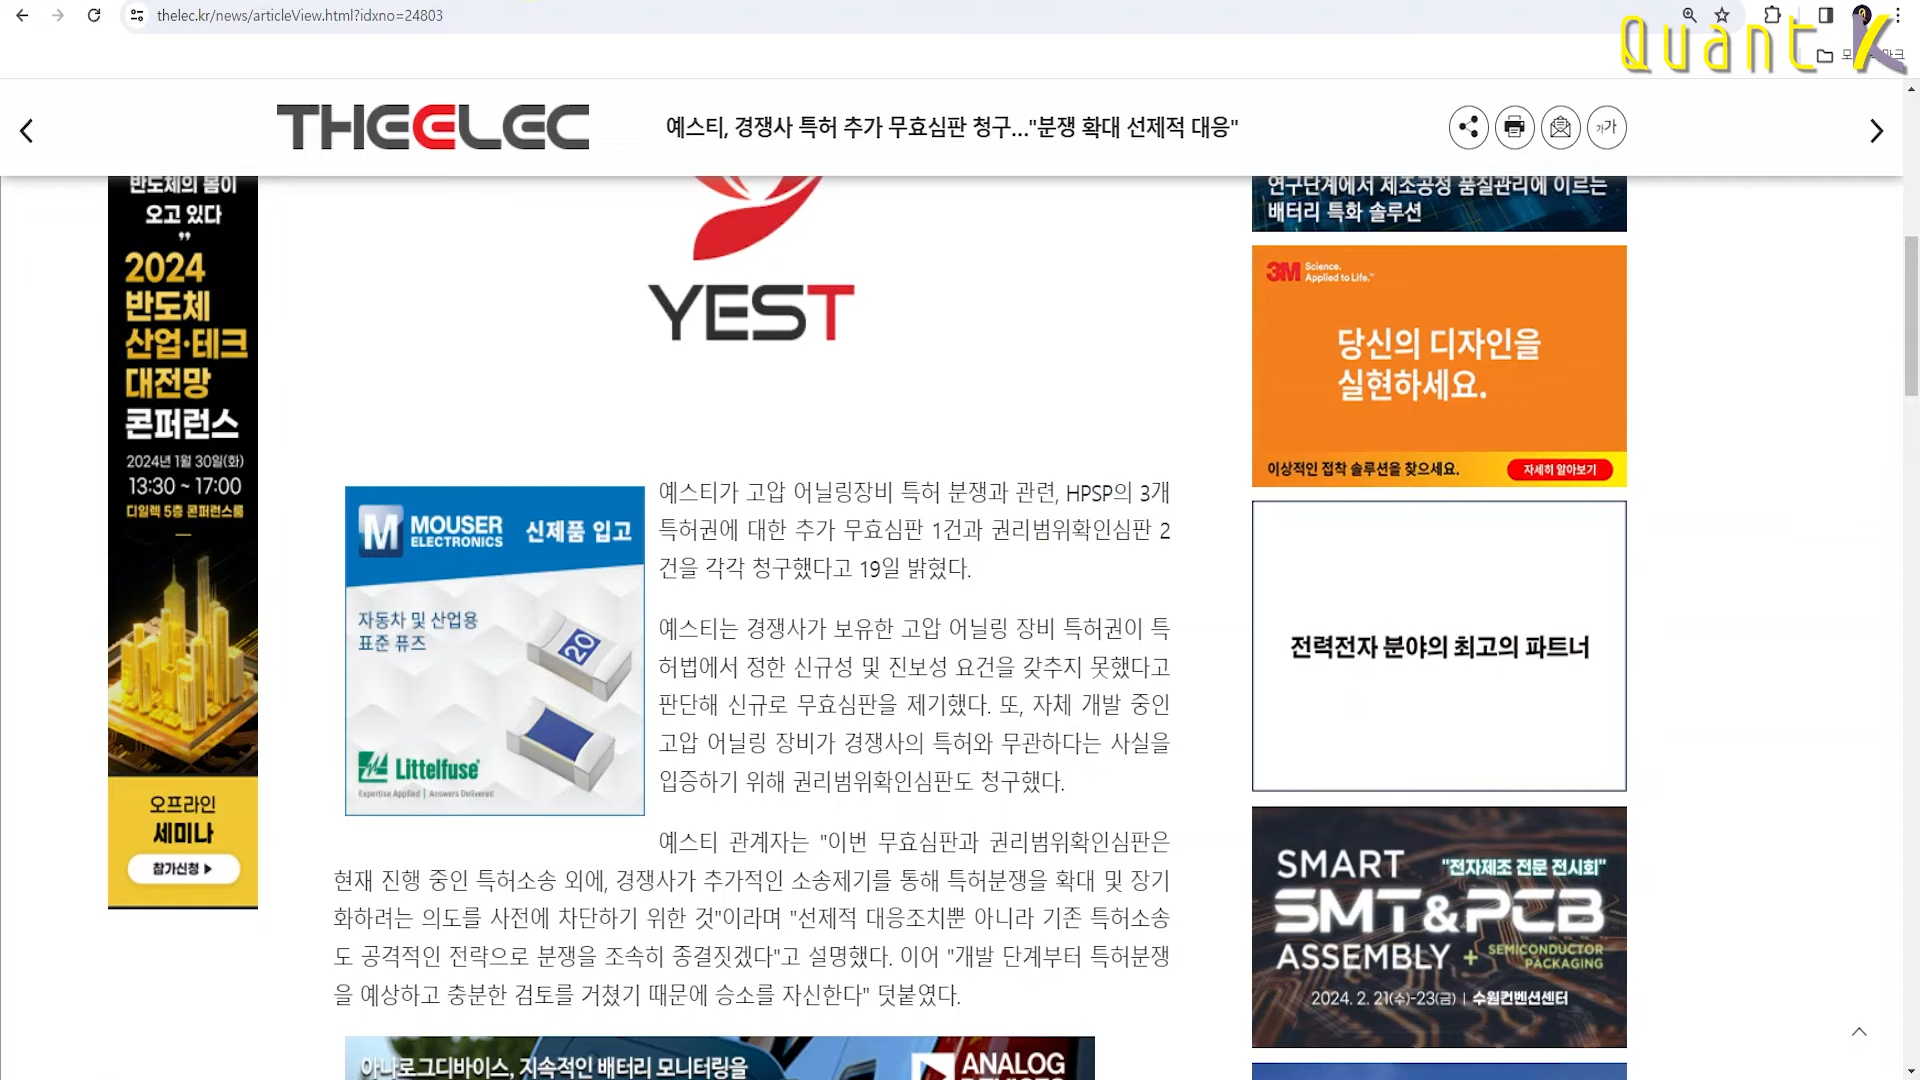 thelec.kr/news/articleView.html?idxno=24803
Quant K
THEELEC
예스티, 경쟁사 특허 추가 무효심판 청구..."분쟁 확대 선제적 대응"
가가
반도체의 봄이
오고 있다
"
2024
반도체
산업·테크
대전망
콘퍼런스
2024년 1월 30일(화)
13:30 ~ 17:00
디일렉 5층 콘퍼런스룸
오프라인
세미나
참가신청 ▶
YEST
MOUSER
ELECTRONICS
신제품 입고
자동차 및 산업용
표준 퓨즈
20
Littelfuse
Expertise Applied | Answers Delivered
예스티가 고압 어닐링장비 특허 분쟁과 관련, HPSP의 3개
특허권에 대한 추가 무효심판 1건과 권리범위확인심판 2
건을 각각 청구했다고 19일 밝혔다.
예스티는 경쟁사가 보유한 고압 어닐링 장비 특허권이 특
허법에서 정한 신규성 및 진보성 요건을 갖추지 못했다고
판단해 신규로 무효심판을 제기했다. 또, 자체 개발 중인
고압 어닐링 장비가 경쟁사의 특허와 무관하다는 사실을
입증하기 위해 권리범위확인심판도 청구했다.
예스티 관계자는 "이번 무효심판과 권리범위확인심판은
현재 진행 중인 특허소송 외에, 경쟁사가 추가적인 소송제기를 통해 특허분쟁을 확대 및 장기
화하려는 의도를 사전에 차단하기 위한 것"이라며 "선제적 대응조치뿐 아니라 기존 특허소송
도 공격적인 전략으로 분쟁을 조속히 종결짓겠다"고 설명했다. 이어 "개발 단계부터 특허분쟁
을 예상하고 충분한 검토를 거쳤기 때문에 승소를 자신한다" 덧붙였다.
아나로그디바이스, 지속적인 배터리 모니터링을
ANALOG
DEVICES
연구단계에서 제조공정 품질관리에 이르는
배터리 특화 솔루션
3M Science.
Applied to Life.™
당신의 디자인을
실현하세요.
이상적인 접착 솔루션을 찾으세요.
자세히 알아보기
전력전자 분야의 최고의 파트너
SMART
"전자제조 전문 전시회"
SMT&PCB
ASSEMBLY + SEMICONDUCTOR
PACKAGING
2024. 2. 21(수)-23(금) | 수원컨벤션센터